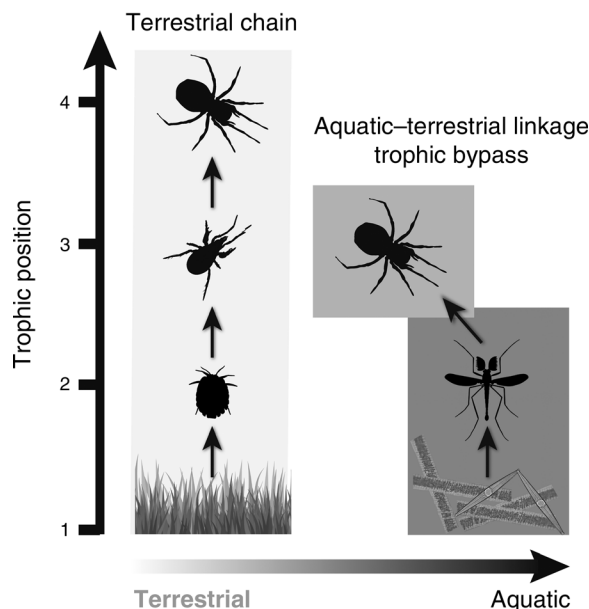 Terrestrial chain
Aquatic–terrestrial linkage
trophic bypass
Trophic position
4
3
2
1
Terrestrial
Aquatic